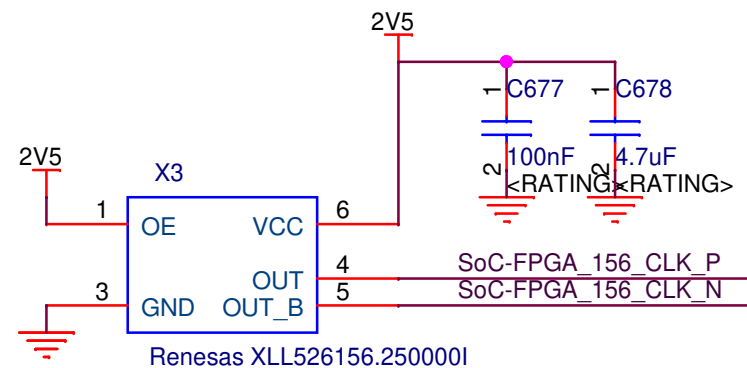 2V5
1 C677
1 C678
2 100nF
2 4.7uF
<RATING>
<RATING>
2V5
X3
1 OE VCC 6
OUT 4 SoC-FPGA_156_CLK_P
3 GND OUT_B 5 SoC-FPGA_156_CLK_N
Renesas XLL526156.250000I